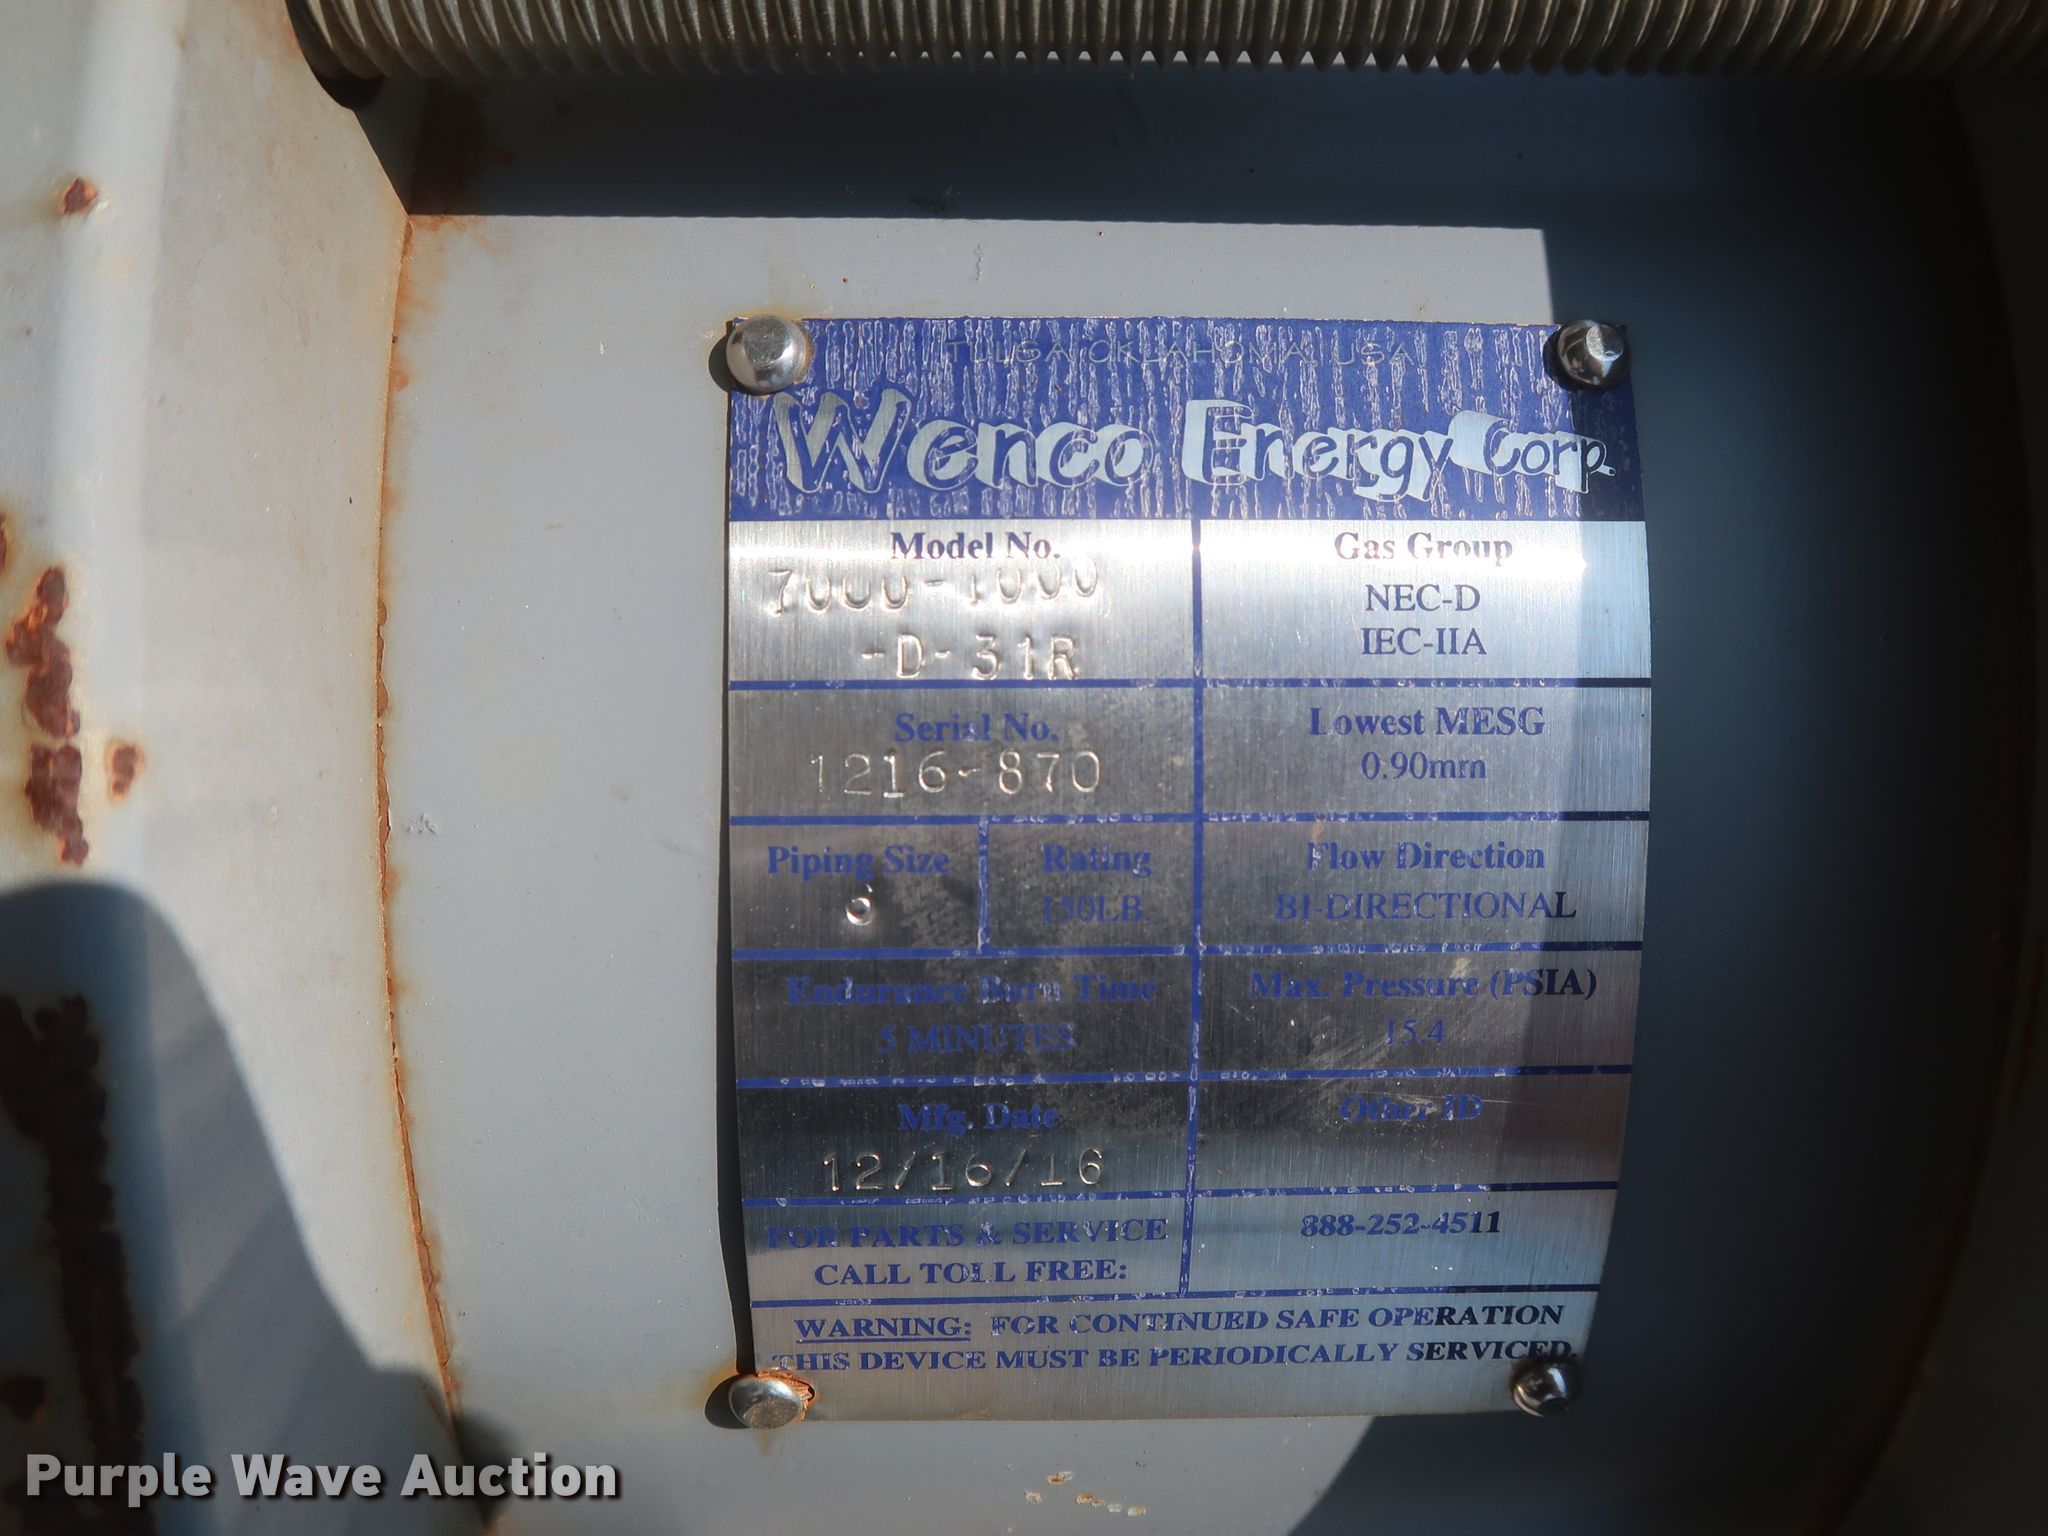 TULSA OKLAHOMA, USA
Wenco Energy Corp.
Model No.
7000-1000
-D-31R
Gas Group
NEC-D
IEC-IIA
Serial No.
1216-870
Lowest MESG
0.90mm
Piping Size
6
Rating
150LB.
Flow Direction
BI-DIRECTIONAL
Endurance Burn Time
5 MINUTES
Max. Pressure (PSIA)
15.4
Mfg. Date
12/16/16
Other ID
FOR PARTS & SERVICE
CALL TOLL FREE:
888-252-4511
WARNING: FOR CONTINUED SAFE OPERATION
THIS DEVICE MUST BE PERIODICALLY SERVICED.
Purple Wave Auction